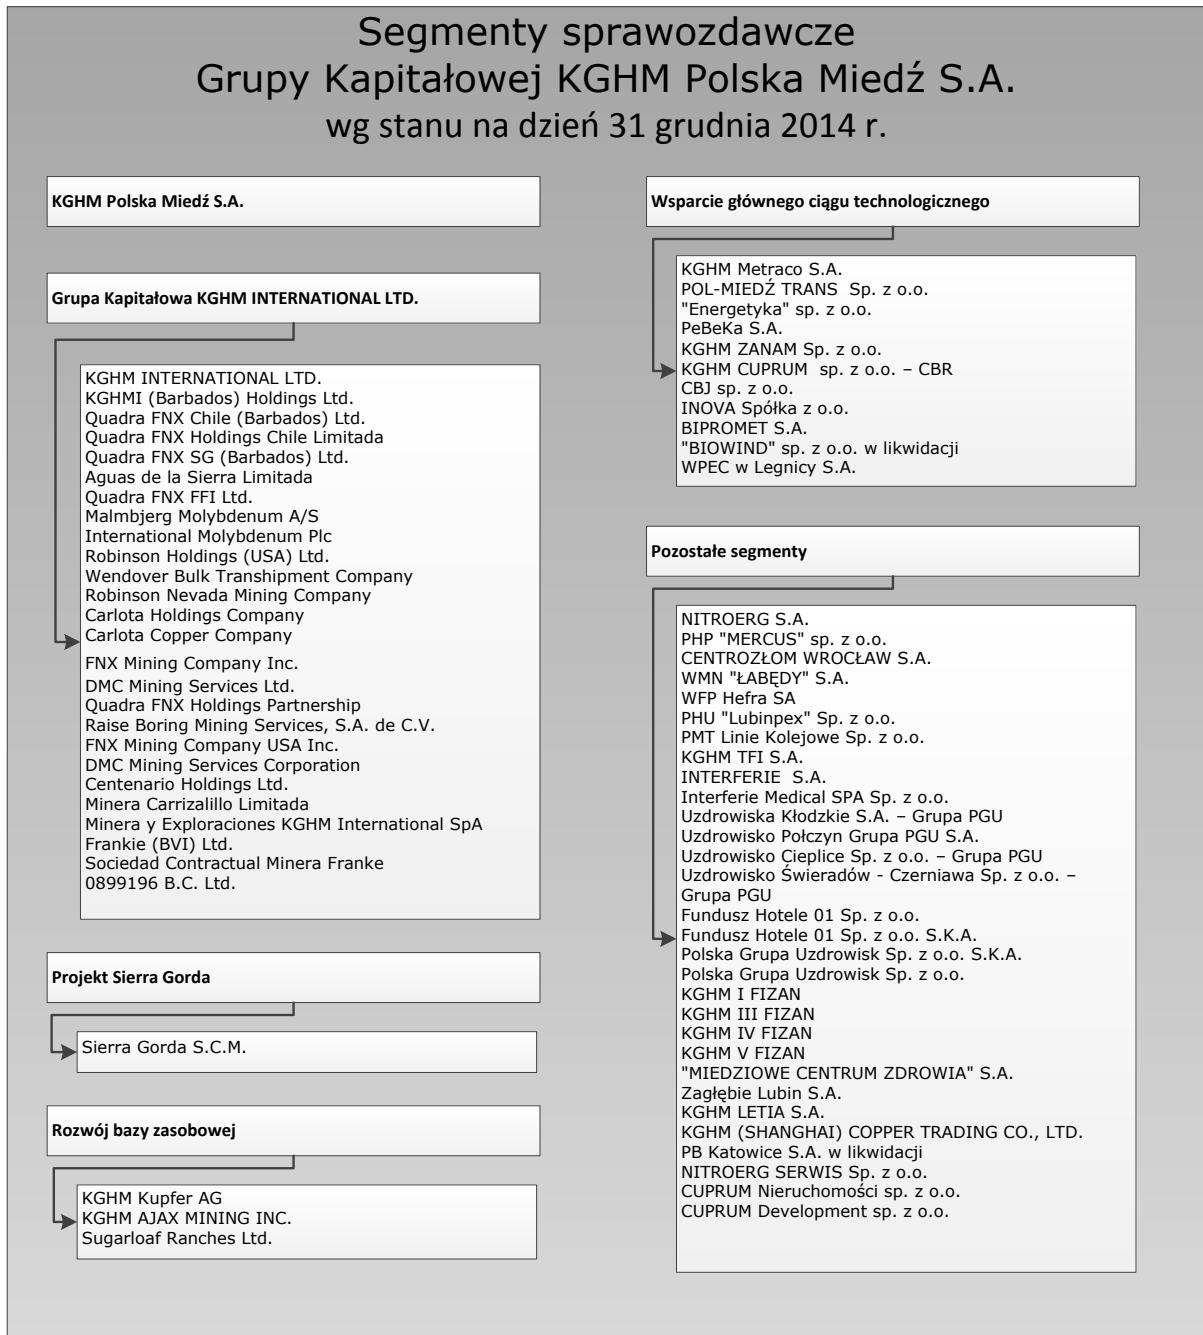 Segmenty sprawozdawcze
Grupy Kapitałowej KGHM Polska Miedź S.A.
wg stanu na dzień 31 grudnia 2014 r.
KGHM Polska Miedź S.A.
Grupa Kapitałowa KGHM INTERNATIONAL LTD.
KGHM INTERNATIONAL LTD.
KGHMI (Barbados) Holdings Ltd.
Quadra FNX Chile (Barbados) Ltd.
Quadra FNX Holdings Chile Limitada
Quadra FNX SG (Barbados) Ltd.
Aguas de la Sierra Limitada
Quadra FNX FFI Ltd.
Malmbjerg Molybdenum A/S
International Molybdenum Plc
Robinson Holdings (USA) Ltd.
Wendover Bulk Transhipment Company
Robinson Nevada Mining Company
Carlota Holdings Company
Carlota Copper Company
FNX Mining Company Inc.
DMC Mining Services Ltd.
Quadra FNX Holdings Partnership
Raise Boring Mining Services, S.A. de C.V.
FNX Mining Company USA Inc.
DMC Mining Services Corporation
Centenario Holdings Ltd.
Minera Carrizalillo Limitada
Minera y Exploraciones KGHM International SpA
Frankie (BVI) Ltd.
Sociedad Contractual Minera Franke
0899196 B.C. Ltd.
Projekt Sierra Gorda
Sierra Gorda S.C.M.
Rozwój bazy zasobowej
KGHM Kupfer AG
KGHM AJAX MINING INC.
Sugarloaf Ranches Ltd.
Wsparcie głównego ciągu technologicznego
KGHM Metraco S.A.
POL-MIEDŹ TRANS Sp. z o.o.
"Energetyka" sp. z o.o.
PeBeKa S.A.
KGHM ZANAM Sp. z o.o.
KGHM CUPRUM sp. z o.o. – CBR
CBJ sp. z o.o.
INOVA Spółka z o.o.
BIPROMET S.A.
"BIOWIND" sp. z o.o. w likwidacji
WPEC w Legnicy S.A.
Pozostałe segmenty
NITROERG S.A.
PHP "MERCUS" sp. z o.o.
CENTROZŁOM WROCŁAW S.A.
WMN "ŁABĘDY" S.A.
WFP Hefra SA
PHU "Lubinpex" Sp. z o.o.
PMT Linie Kolejowe Sp. z o.o.
KGHM TFI S.A.
INTERFERIE S.A.
Interferie Medical SPA Sp. z o.o.
Uzdrowiska Kłodzkie S.A. – Grupa PGU
Uzdrowisko Połczyn Grupa PGU S.A.
Uzdrowisko Cieplice Sp. z o.o. – Grupa PGU
Uzdrowisko Świeradów - Czerniawa Sp. z o.o. –
Grupa PGU
Fundusz Hotele 01 Sp. z o.o.
Fundusz Hotele 01 Sp. z o.o. S.K.A.
Polska Grupa Uzdrowisk Sp. z o.o. S.K.A.
Polska Grupa Uzdrowisk Sp. z o.o.
KGHM I FIZAN
KGHM III FIZAN
KGHM IV FIZAN
KGHM V FIZAN
"MIEDZIOWE CENTRUM ZDROWIA" S.A.
Zagłębie Lubin S.A.
KGHM LETIA S.A.
KGHM (SHANGHAI) COPPER TRADING CO., LTD.
PB Katowice S.A. w likwidacji
NITROERG SERWIS Sp. z o.o.
CUPRUM Nieruchomości sp. z o.o.
CUPRUM Development sp. z o.o.